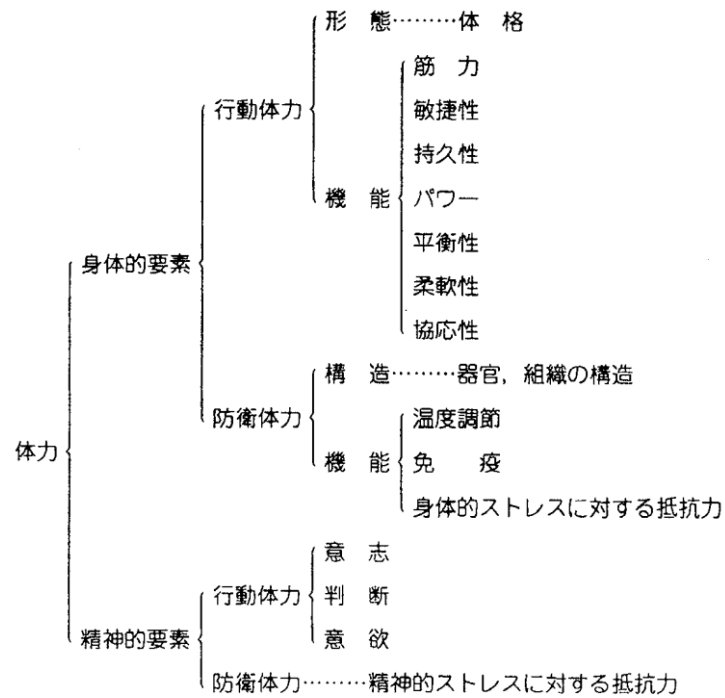 形態………体格
筋力
行動体力
敏捷性
持久性
機能
パワー
平衡性
身体的要素
柔軟性
協応性
構造………器官，組織の構造
防衛体力
温度調節
体力
機能
免疫
身体的ストレスに対する抵抗力
意志
行動体力
判断
精神的要素
意欲
防衛体力………精神的ストレスに対する抵抗力